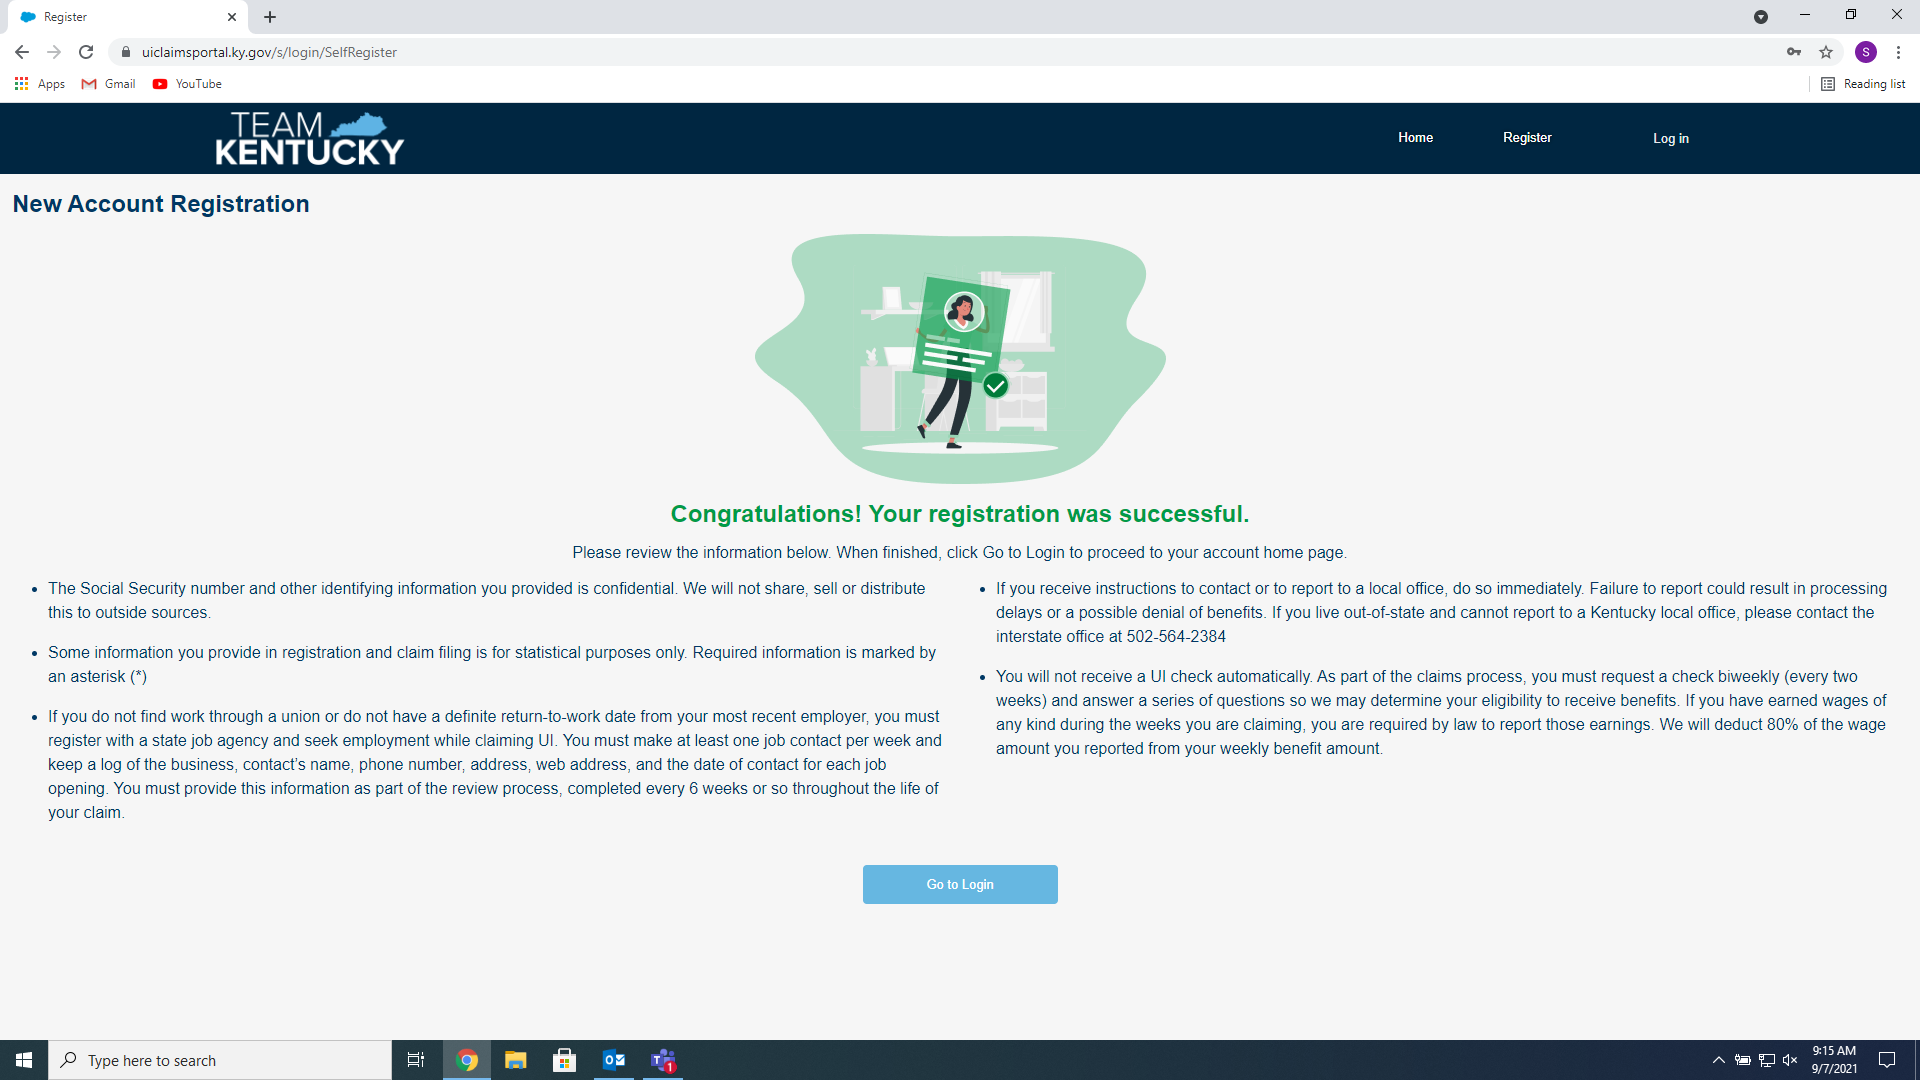 Register
uiclaimsportal.ky.gov/s/login/SelfRegister
S
Apps
Gmail
YouTube
Reading list
TEAM
KENTUCKY
Home
Register
Log in
New Account Registration
Congratulations! Your registration was successful.
Please review the information below. When finished, click Go to Login to proceed to your account home page.
• The Social Security number and other identifying information you provided is confidential. We will not share, sell or distribute
this to outside sources.
• Some information you provide in registration and claim filing is for statistical purposes only. Required information is marked by
an asterisk (*)
• If you do not find work through a union or do not have a definite return-to-work date from your most recent employer, you must
register with a state job agency and seek employment while claiming UI. You must make at least one job contact per week and
keep a log of the business, contact’s name, phone number, address, web address, and the date of contact for each job
opening. You must provide this information as part of the review process, completed every 6 weeks or so throughout the life of
your claim.
• If you receive instructions to contact or to report to a local office, do so immediately. Failure to report could result in processing
delays or a possible denial of benefits. If you live out-of-state and cannot report to a Kentucky local office, please contact the
interstate office at 502-564-2384
• You will not receive a UI check automatically. As part of the claims process, you must request a check biweekly (every two
weeks) and answer a series of questions so we may determine your eligibility to receive benefits. If you have earned wages of
any kind during the weeks you are claiming, you are required by law to report those earnings. We will deduct 80% of the wage
amount you reported from your weekly benefit amount.
Go to Login
Type here to search
O
T
1
9:15 AM
9/7/2021